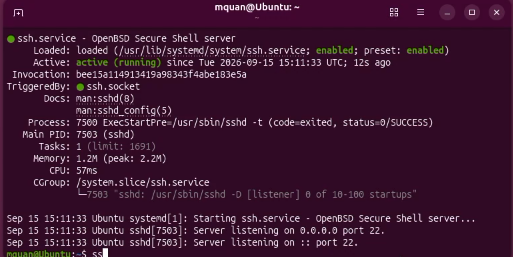 mquan@Ubuntu: ~
● ssh.service - OpenBSD Secure Shell server
Loaded: loaded (/usr/lib/systemd/system/ssh.service; enabled; preset: enabled)
Active: active (running) since Tue 2026-09-15 15:11:33 UTC; 12s ago
Invocation: bee15a114913419a98343f4abe183e5a
TriggeredBy: ● ssh.socket
Docs: man:sshd(8)
man:sshd_config(5)
Process: 7500 ExecStartPre=/usr/sbin/sshd -t (code=exited, status=0/SUCCESS)
Main PID: 7503 (sshd)
Tasks: 1 (limit: 1691)
Memory: 1.2M (peak: 2.2M)
CPU: 57ms
CGroup: /system.slice/ssh.service
└─7503 "sshd: /usr/sbin/sshd -D [listener] 0 of 10-100 startups"
Sep 15 15:11:33 Ubuntu systemd[1]: Starting ssh.service - OpenBSD Secure Shell server...
Sep 15 15:11:33 Ubuntu sshd[7503]: Server listening on 0.0.0.0 port 22.
Sep 15 15:11:33 Ubuntu sshd[7503]: Server listening on :: port 22.
mquan@Ubuntu:~$ ss